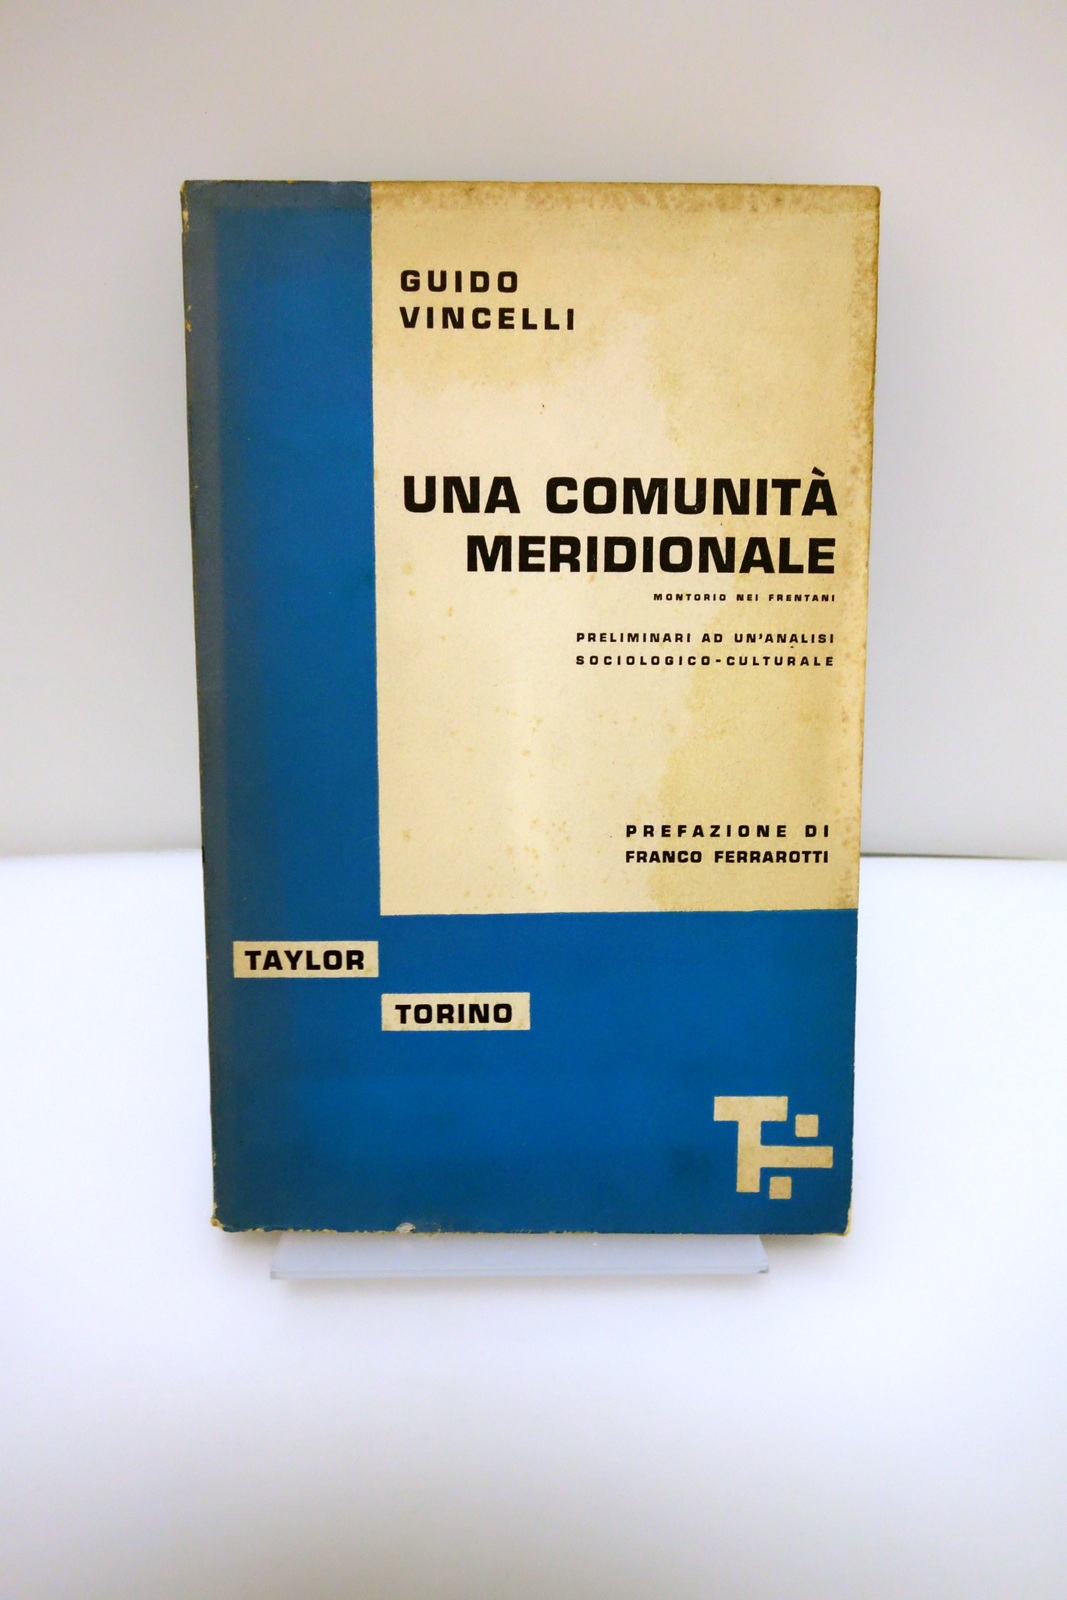 GUIDO
VINCELLI
UNA COMUNITÀ
MERIDIONALE
MONTORIO NEI FRENTANI
PRELIMINARI AD UN'ANALISI
SOCIOLOGICO-CULTURALE
PREFAZIONE DI
FRANCO FERRAROTTI
TAYLOR
TORINO